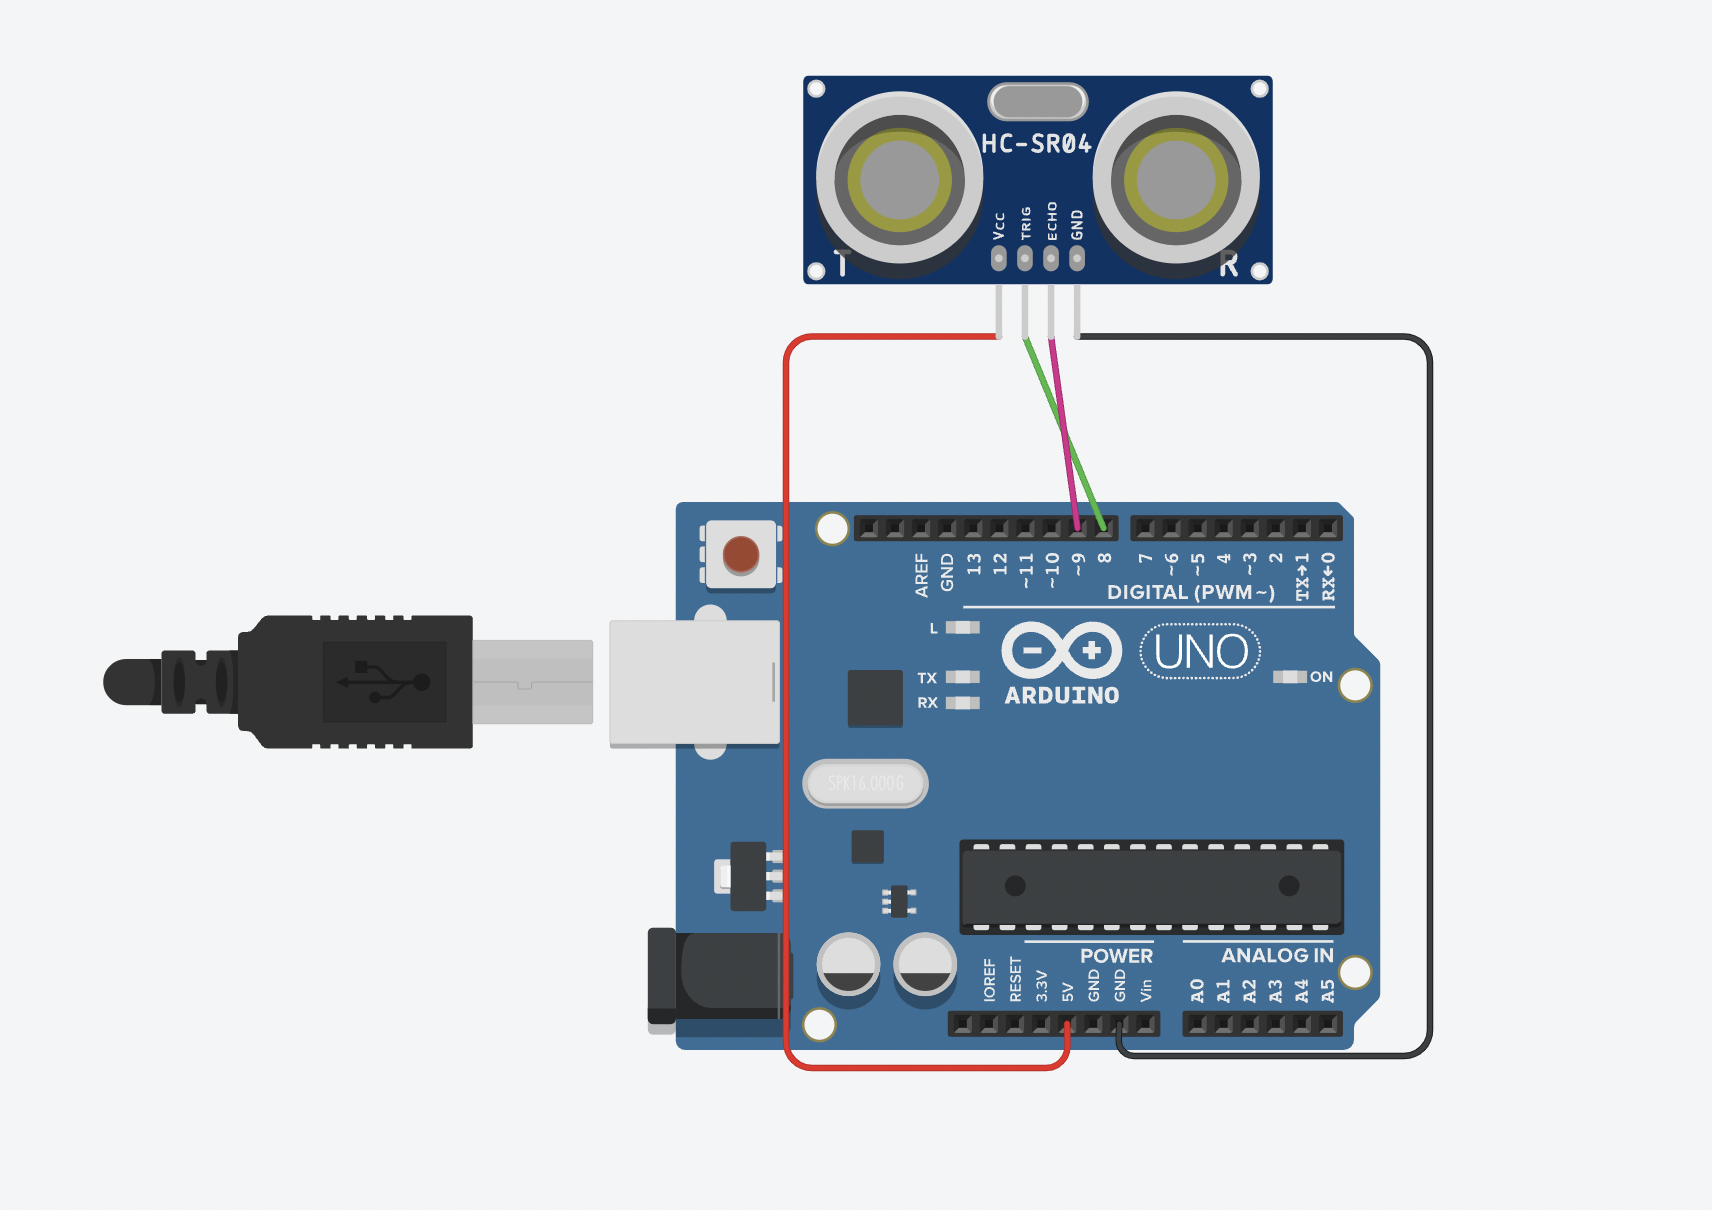 HC-SR04
Vcc
TRIG
ECHO
GND
T
R
AREF
GND
13
12
~11
~10
~9
8
7
~6
~5
4
~3
2
TX→1
RX←0
DIGITAL (PWM~)
L
TX
RX
ARDUINO
UNO
ON
SPK16.000G
POWER
ANALOG IN
IOREF
RESET
3.3V
5V
GND
GND
Vin
A0
A1
A2
A3
A4
A5